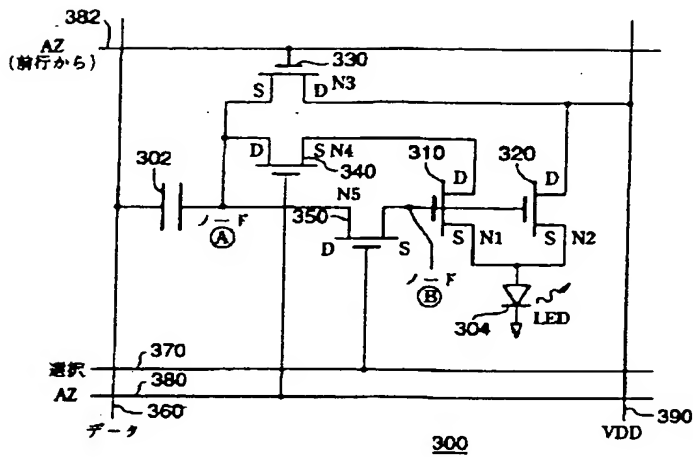 382
AZ
(前行から)
330
S D N3
302
D S N4
340
310
320
D D
N5
350
ノード
Ⓐ
D S
S N1
S N2
ノード
Ⓑ
304
LED
選択
370
AZ
380
360
データ
390
VDD
300